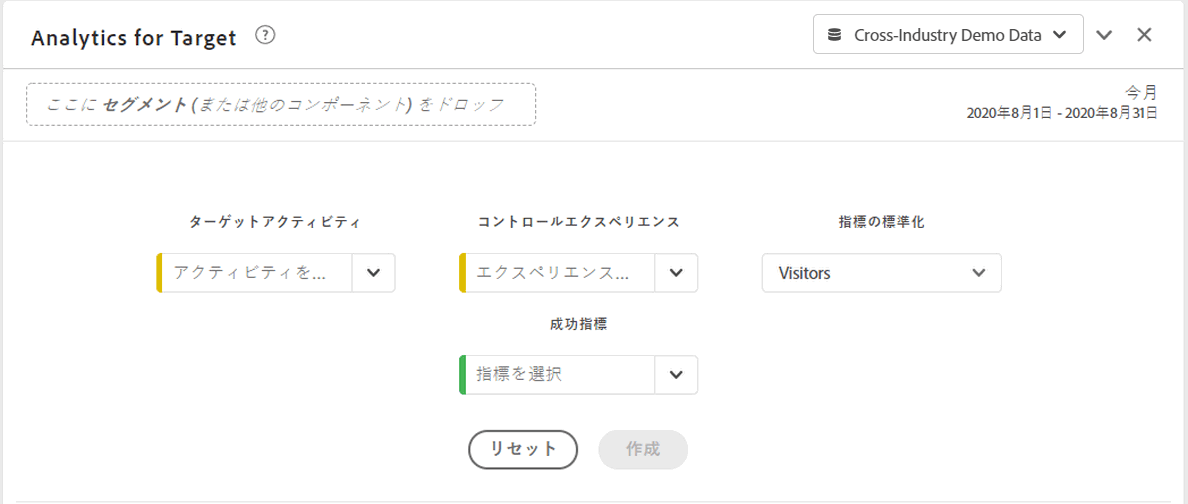 Analytics for Target ?
Cross-Industry Demo Data
ここに セグメント (または他のコンポーネント) をドロップ
今月
2020年8月1日 - 2020年8月31日
ターゲットアクティビティ
コントロールエクスペリエンス
指標の標準化
アクティビティを...
エクスペリエンス...
Visitors
成功指標
指標を選択
リセット
作成